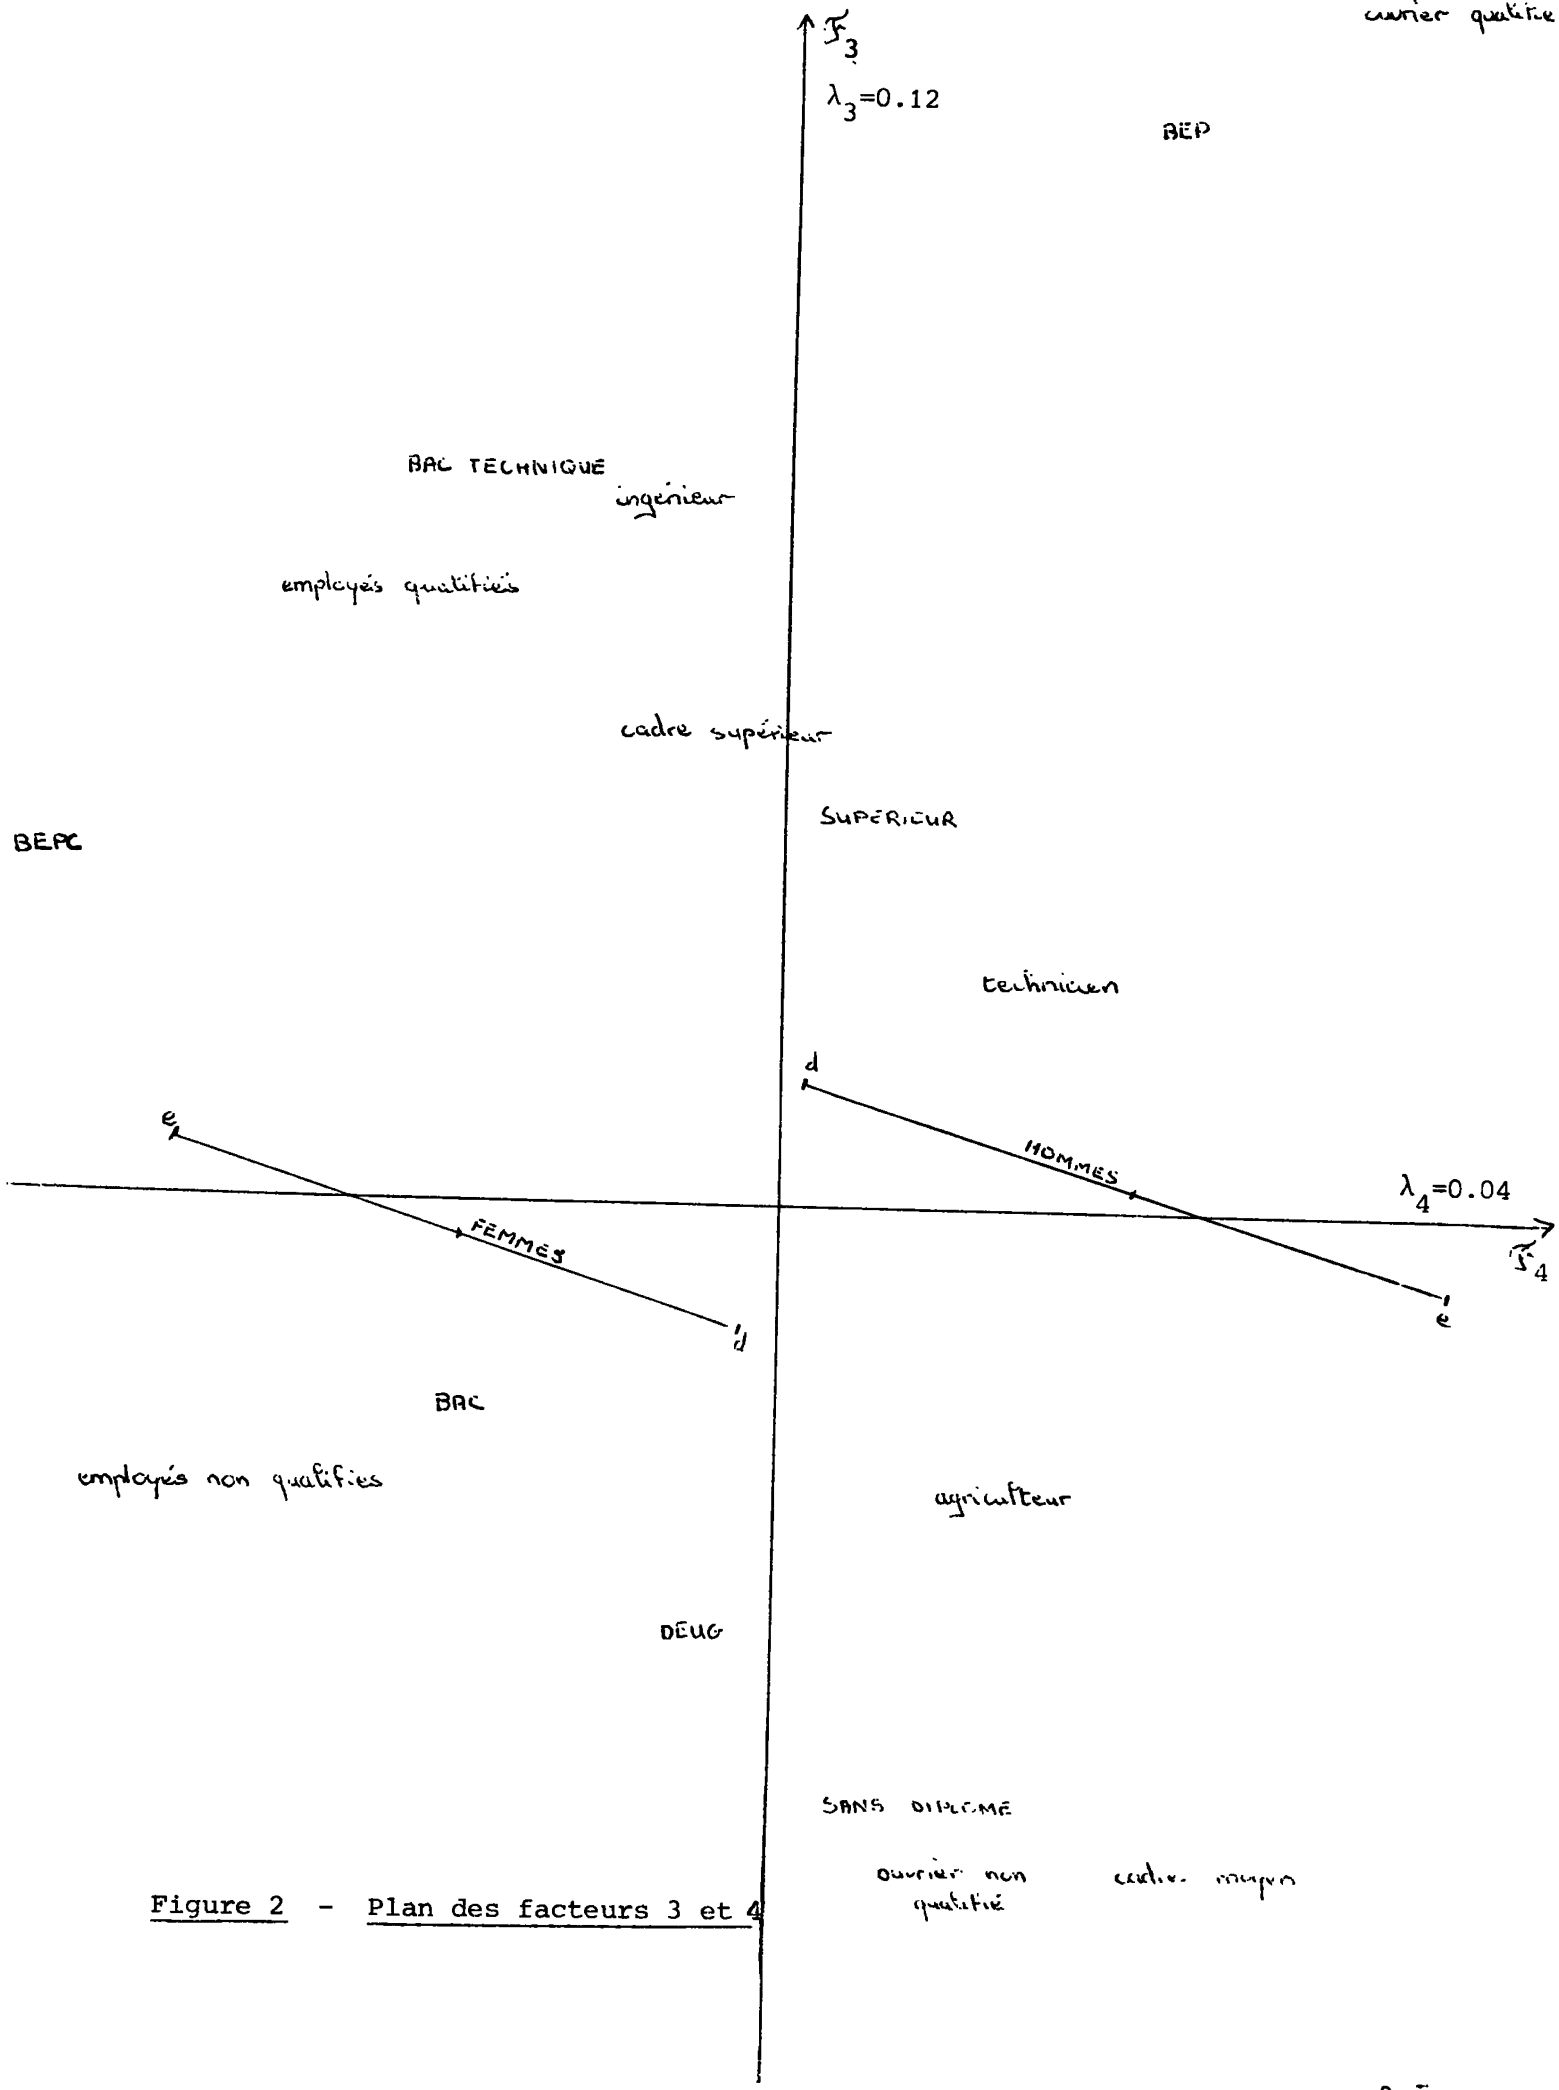 ouvrier qualifié
F3
λ3=0.12
BEP
BAC TECHNIQUE
ingénieur
employés qualifiés
cadre supérieur
SUPERIEUR
BEPC
technicien
d
e
HOMMES
λ4=0.04
FEMMES
F4
e
d
BAC
employés non qualifiés
agriculteur
DEUG
SANS DIPLOME
ouvrier non cadre moyen
qualifié
Figure 2 - Plan des facteurs 3 et 4